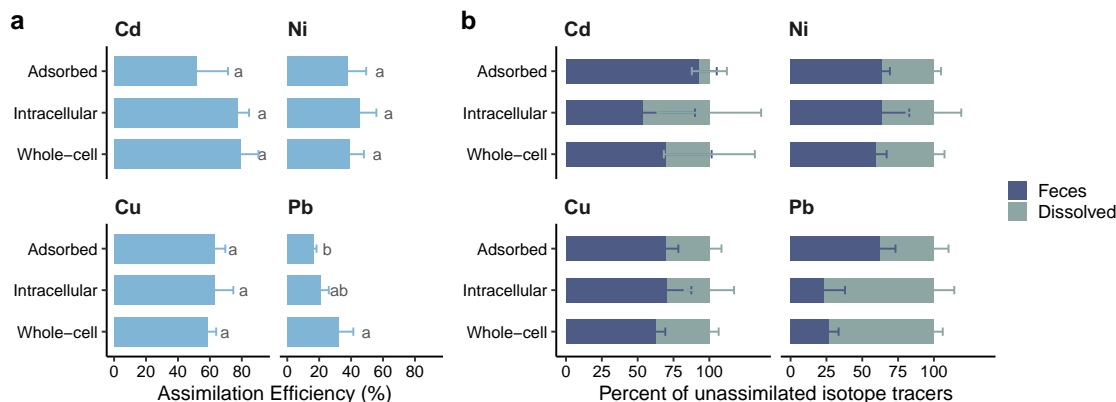 a
b
Cd
Ni
Cd
Ni
Adsorbed
a
a
Adsorbed
Intracellular
a
a
Intracellular
Whole−cell
a
a
Whole−cell
Feces
Dissolved
Cu
Pb
Cu
Pb
Adsorbed
a
b
Adsorbed
Intracellular
a
ab
Intracellular
Whole−cell
a
a
Whole−cell
0 20 40 60 80 0 20 40 60 80
0 25 50 75 100 0 25 50 75 100
Assimilation Efficiency (%)
Percent of unassimilated isotope tracers